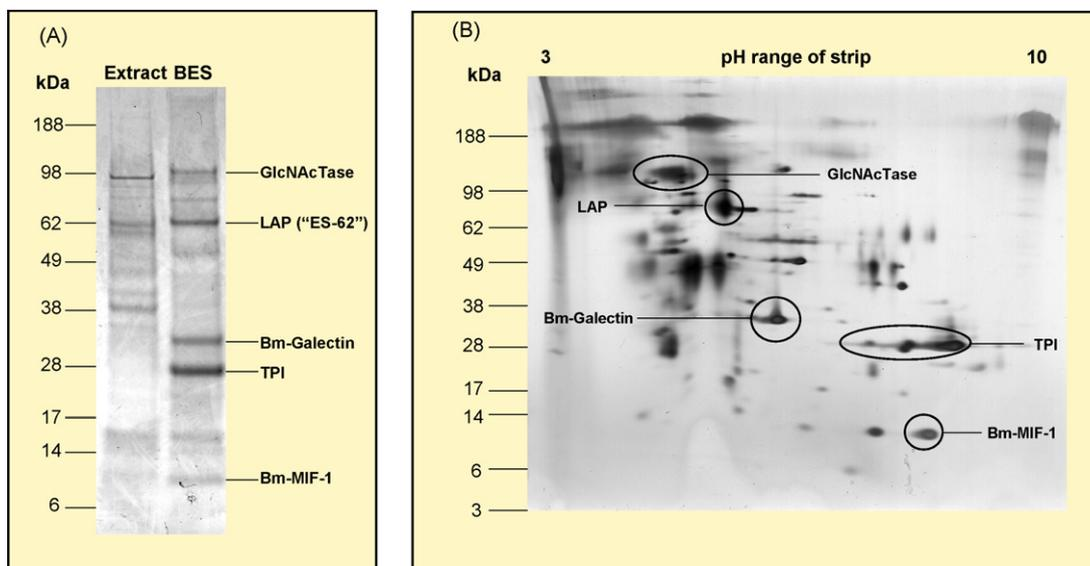 (A)
kDa
Extract BES
188
98
62
49
38
28
17
14
6
GlcNAcTase
LAP (“ES-62”)
Bm-Galectin
TPI
Bm-MIF-1
(B)
3 pH range of strip 10
kDa
188
98
62
49
38
28
17
14
6
3
GlcNAcTase
LAP
Bm-Galectin
TPI
Bm-MIF-1